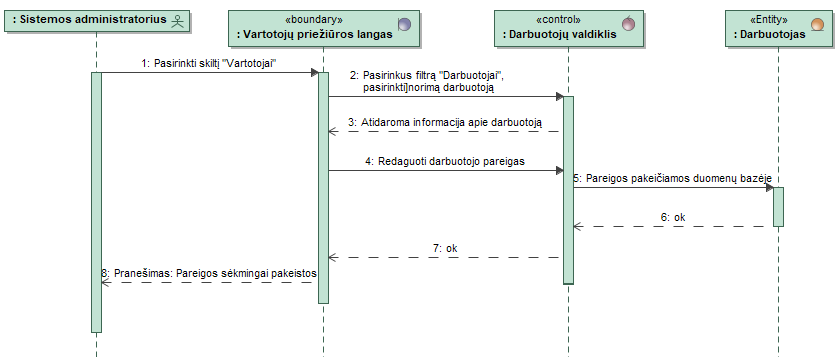 : Sistemos administratorius
«boundary»
: Vartotojų priežiūros langas
«control»
: Darbuotojų valdiklis
«Entity»
: Darbuotojas
1: Pasirinkti skiltį "Vartotojai"
2: Pasirinkus filtrą "Darbuotojai",
pasirinkti]norimą darbuotoją
3: Atidaroma informacija apie darbuotoją
4: Redaguoti darbuotojo pareigas
5: Pareigos pakeičiamos duomenų bazėje
6: ok
7: ok
8: Pranešimas: Pareigos sėkmingai pakeistos